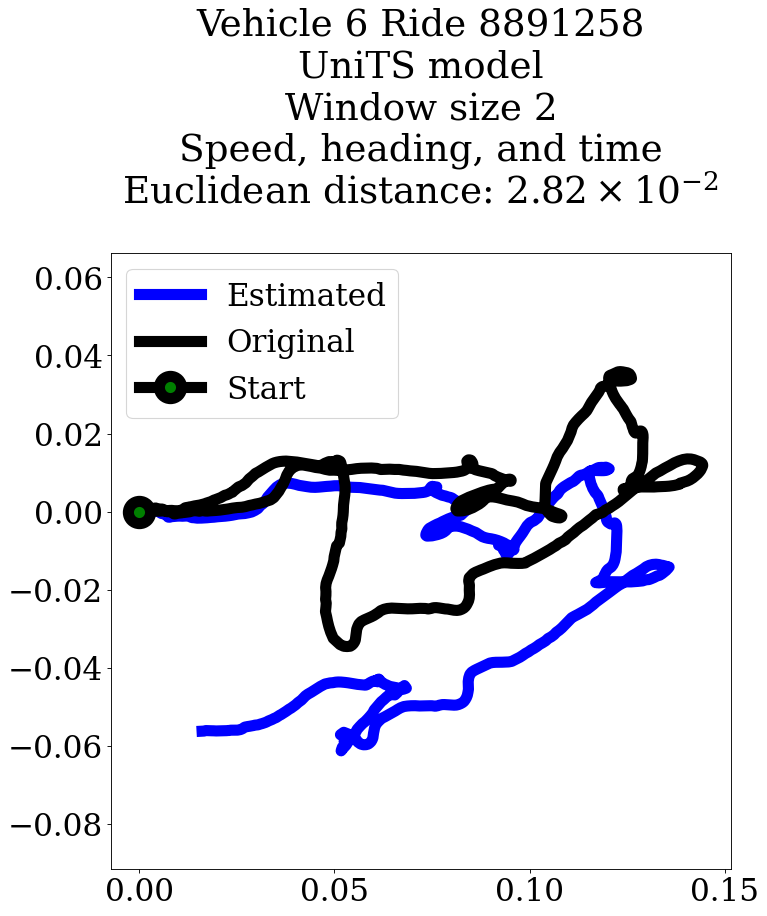 Vehicle 6 Ride 8891258
UniTS model
Window size 2
Speed, heading, and time
Euclidean distance: 2.82 × 10⁻²
Estimated
Original
Start
0.06
0.04
0.02
0.00
−0.02
−0.04
−0.06
−0.08
0.00 0.05 0.10 0.15